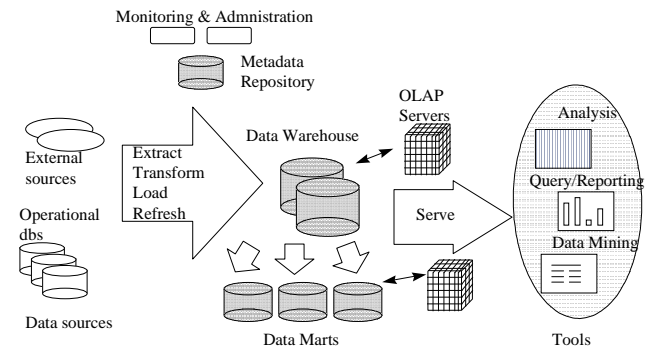 Monitoring & Admnistration
Metadata
Repository
OLAP
Servers
Analysis
Data Warehouse
External
sources
Extract
Transform
Load
Refresh
Query/Reporting
Operational
dbs
Serve
Data Mining
Data sources
Data Marts
Tools